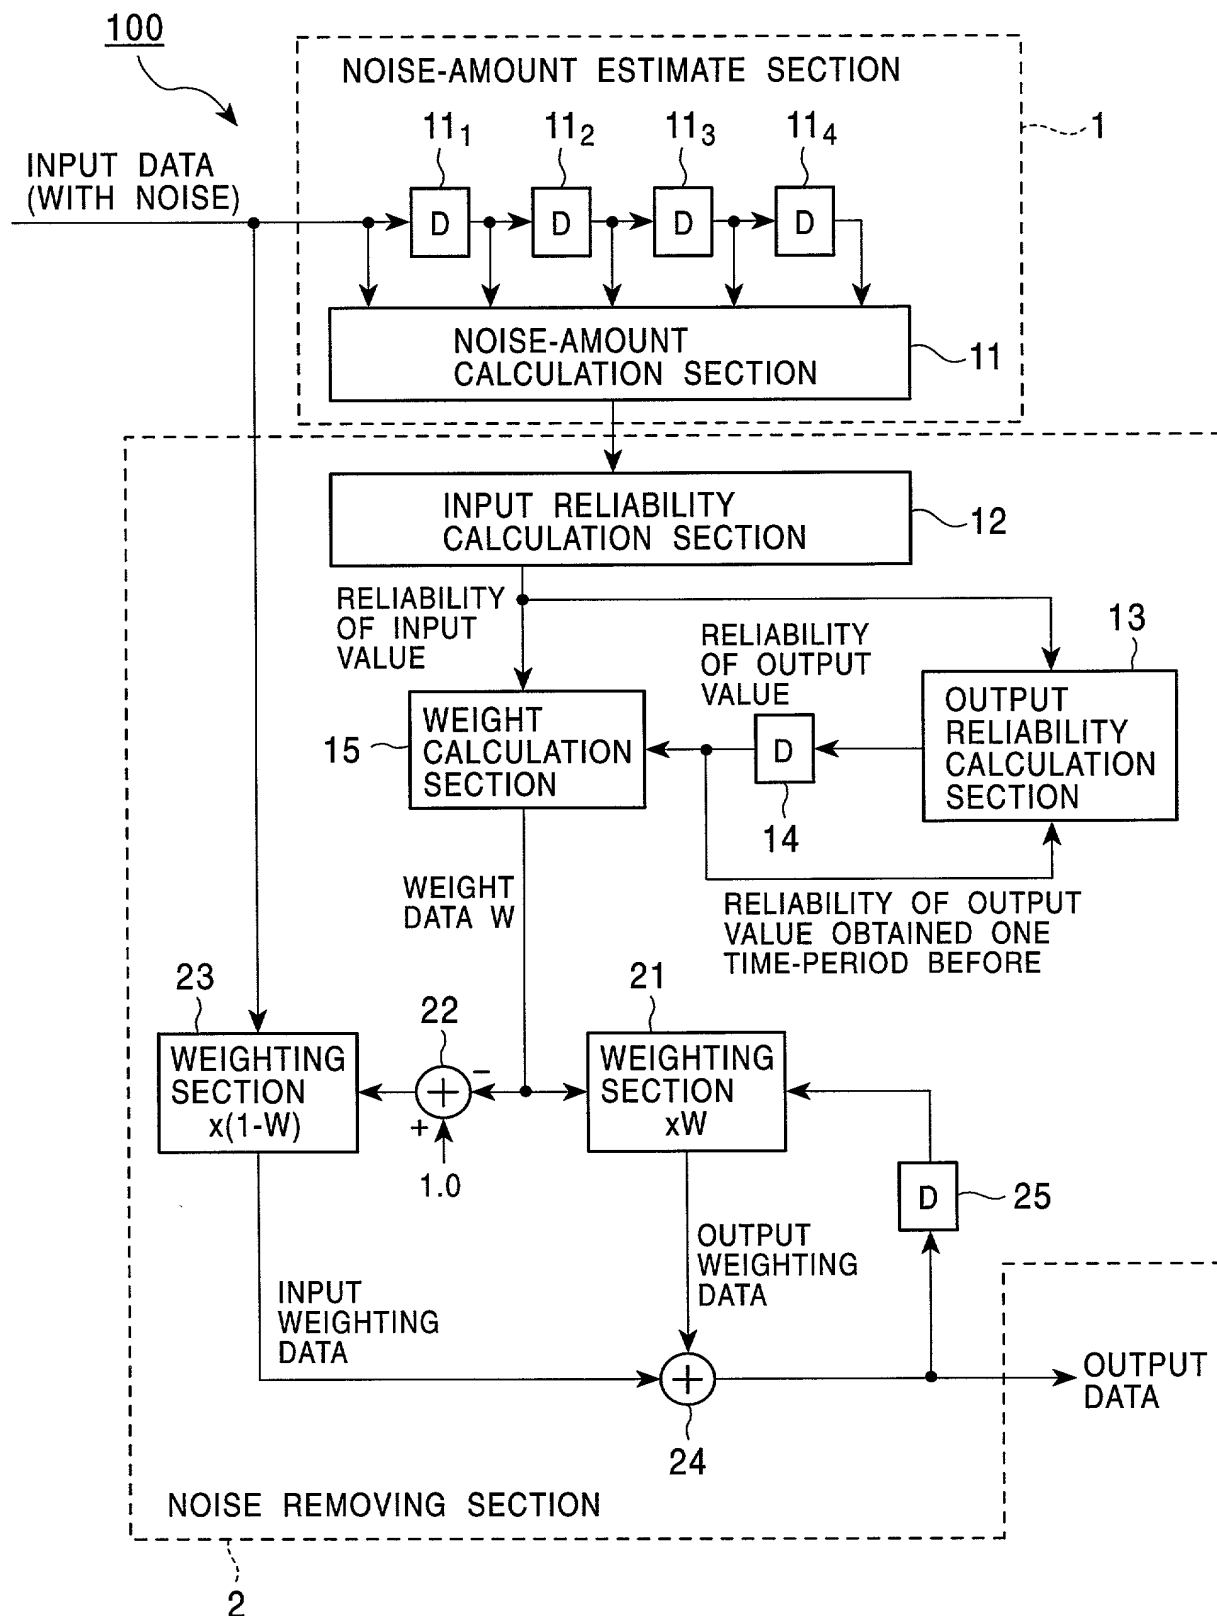 100
NOISE-AMOUNT ESTIMATE SECTION
11₁
11₂
11₃
11₄
1
INPUT DATA
(WITH NOISE)
D
D
D
D
NOISE-AMOUNT
CALCULATION SECTION
11
INPUT RELIABILITY
CALCULATION SECTION
12
RELIABILITY
OF INPUT
VALUE
RELIABILITY
OF OUTPUT
VALUE
13
15
WEIGHT
CALCULATION
SECTION
D
14
OUTPUT
RELIABILITY
CALCULATION
SECTION
WEIGHT
DATA W
RELIABILITY OF OUTPUT
VALUE OBTAINED ONE
TIME-PERIOD BEFORE
23
22
21
WEIGHTING
SECTION
x(1-W)
+
−
+
1.0
WEIGHTING
SECTION
xW
D
25
OUTPUT
WEIGHTING
DATA
INPUT
WEIGHTING
DATA
+
24
OUTPUT
DATA
NOISE REMOVING SECTION
2